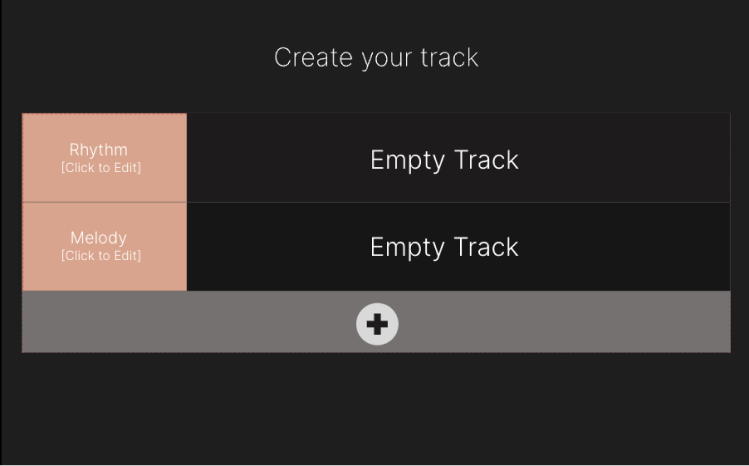 Create your track
Rhythm
[Click to Edit]
Empty Track
Melody
[Click to Edit]
Empty Track